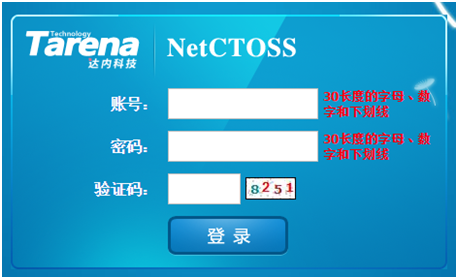 Technology
Tarena
达内科技
NetCTOSS
账号:
30长度的字母、数
字和下划线
密码:
30长度的字母、数
字和下划线
验证码:
8251
登 录